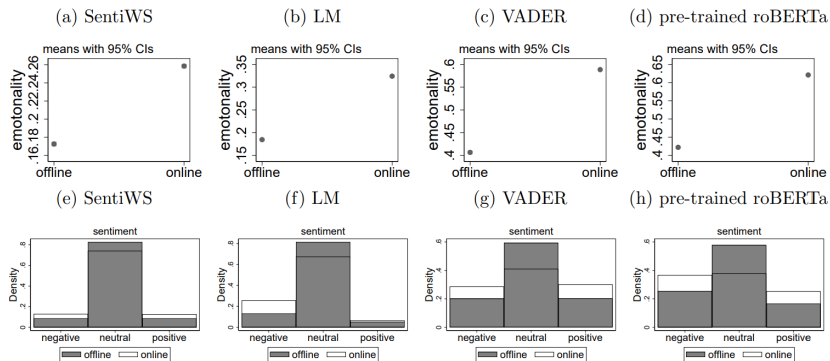 (a) SentiWS
(b) LM
(c) VADER
(d) pre-trained roBERTa
means with 95% CIs
means with 95% CIs
means with 95% CIs
means with 95% CIs
emotonality
.16 .18 .2 .22 .24 .26
offline
online
emotonality
.15 .2 .25 .3 .35
offline
online
emotonality
.4 .45 .5 .55 .6
offline
online
emotonality
.4 .45 .5 .55 .6 .65
offline
online
(e) SentiWS
(f) LM
(g) VADER
(h) pre-trained roBERTa
sentiment
sentiment
sentiment
sentiment
Density
0 .2 .4 .6 .8
negative neutral positive
offline online
Density
0 .2 .4 .6 .8
negative neutral positive
offline online
Density
0 .2 .4 .6
negative neutral positive
offline online
Density
0 .2 .4 .6
negative neutral positive
offline online